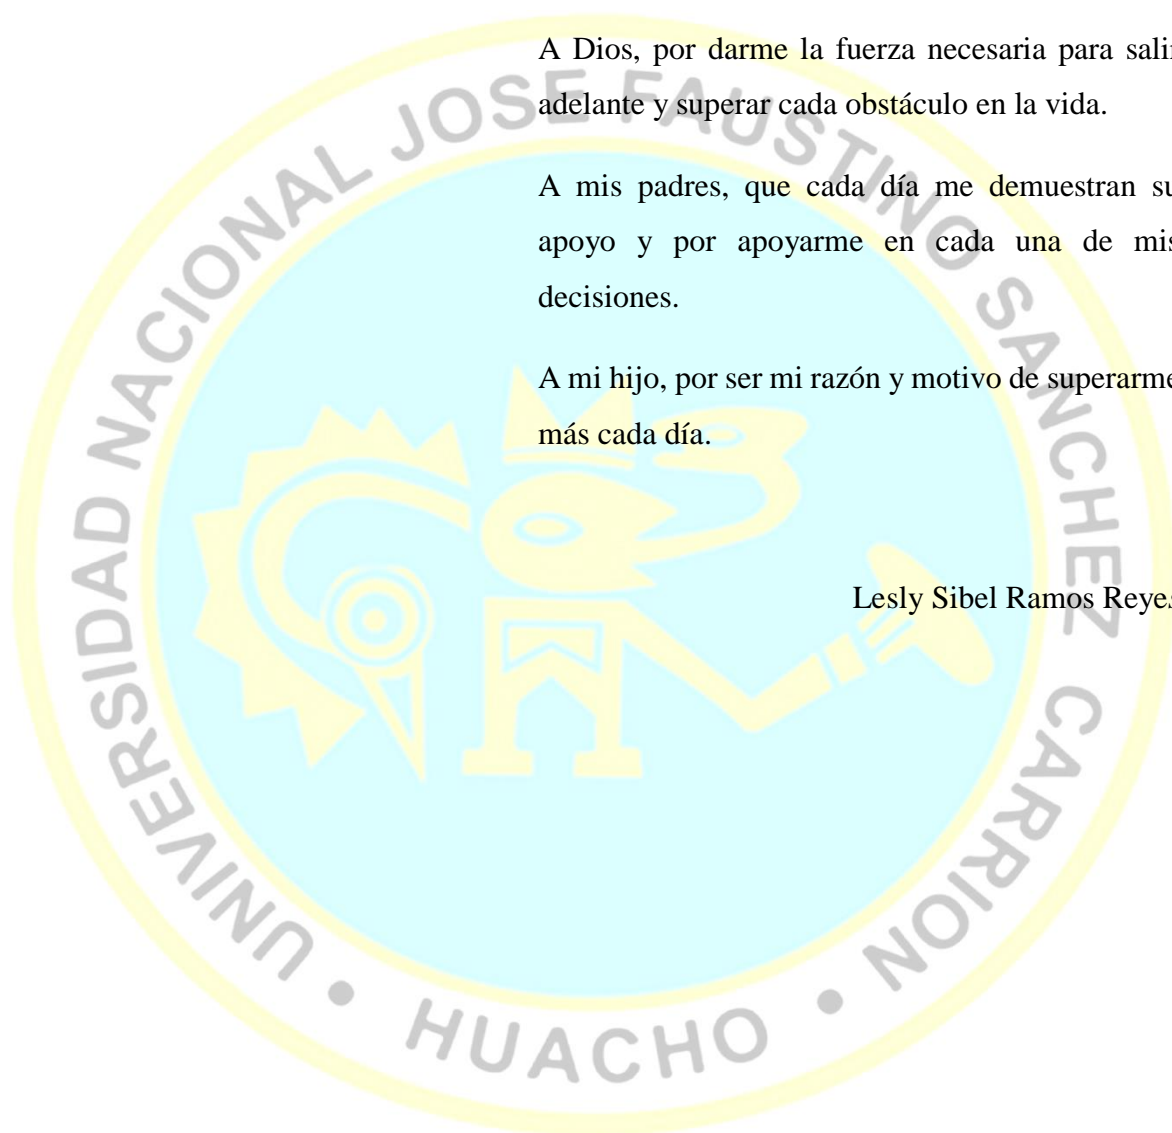 A Dios, por darme la fuerza necesaria para salir
adelante y superar cada obstáculo en la vida.
A mis padres, que cada día me demuestran su
apoyo y por apoyarme en cada una de mis
decisiones.
A mi hijo, por ser mi razón y motivo de superarme
más cada día.
Lesly Sibel Ramos Reyes
UNIVERSIDAD NACIONAL JOSE FAUSTINO SANCHEZ CARRION • HUACHO •